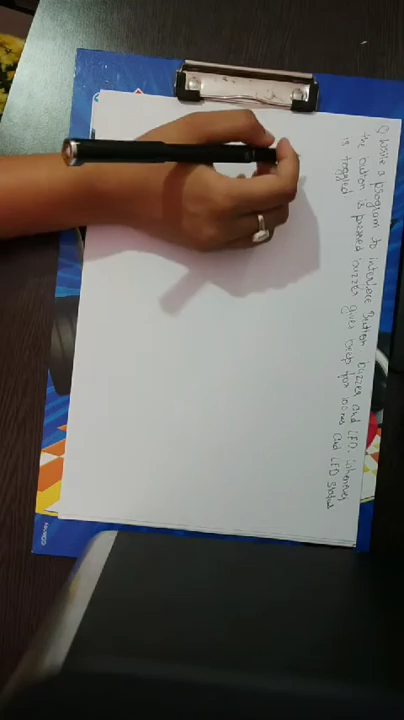 Q. Write a program to interface Button, buzzer and LED. Whenever
the button is pressed buzzer gives beep for 100ms and LED status
is toggled